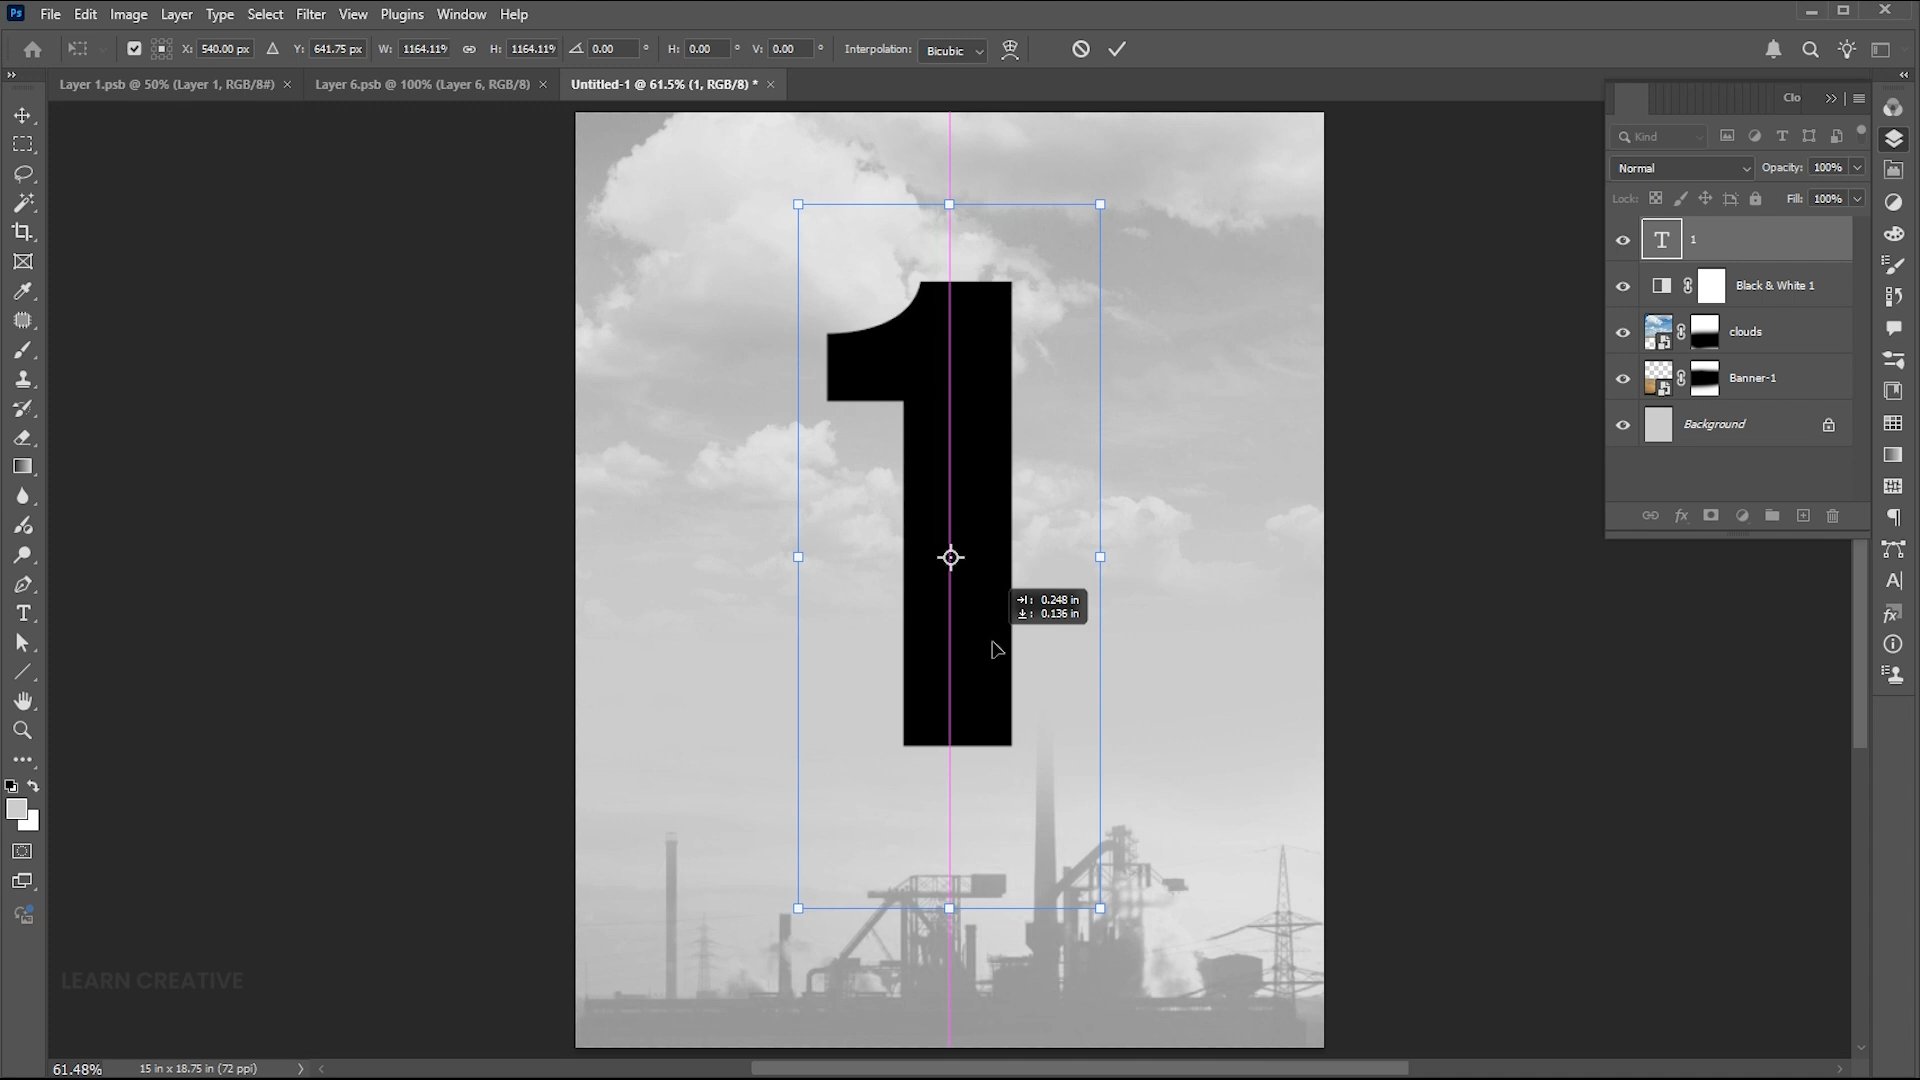 Ps File Edit Image Layer Type Select Filter View Plugins Window Help
X: 540.00 px Y: 641.75 px W: 1164.11% H: 1164.11% 0.00 ° H: 0.00 ° V: 0.00 ° Interpolation: Bicubic
Layer 1.psb @ 50% (Layer 1, RGB/8#) × Layer 6.psb @ 100% (Layer 6, RGB/8) × Untitled-1 @ 61.5% (1, RGB/8) * ×
Clo
Kind
Normal Opacity: 100%
Lock: Fill: 100%
T 1
Black & White 1
clouds
Banner-1
Background
fx
1
0.248 in
0.136 in
LEARN CREATIVE
61.48% 15 in x 18.75 in (72 ppi)